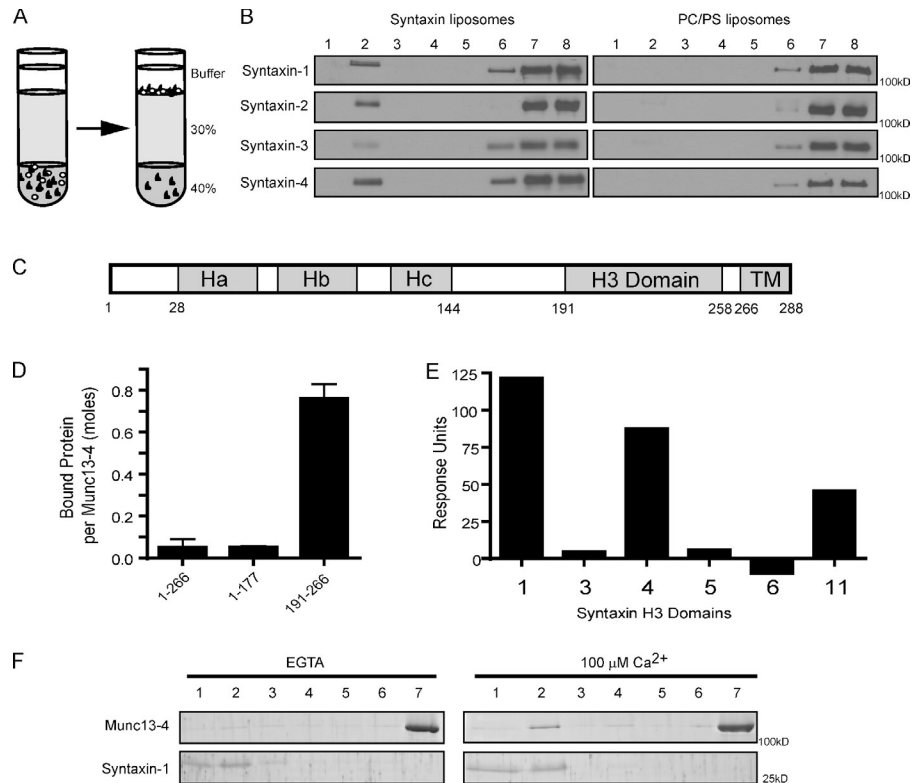 A
Buffer
30%
40%
B
Syntaxin liposomes
PC/PS liposomes
1 2 3 4 5 6 7 8
1 2 3 4 5 6 7 8
Syntaxin-1
100kD
Syntaxin-2
100kD
Syntaxin-3
100kD
Syntaxin-4
100kD
C
Ha Hb Hc H3 Domain TM
1 28 144 191 258 266 288
D
Bound Protein
per Munc13-4 (moles)
0.8
0.6
0.4
0.2
0.0
1-266
1-177
191-266
E
Response Units
125
100
75
50
25
0
1 3 4 5 6 11
Syntaxin H3 Domains
F
EGTA
100 μM Ca2+
1 2 3 4 5 6 7
1 2 3 4 5 6 7
Munc13-4
100kD
Syntaxin-1
25kD